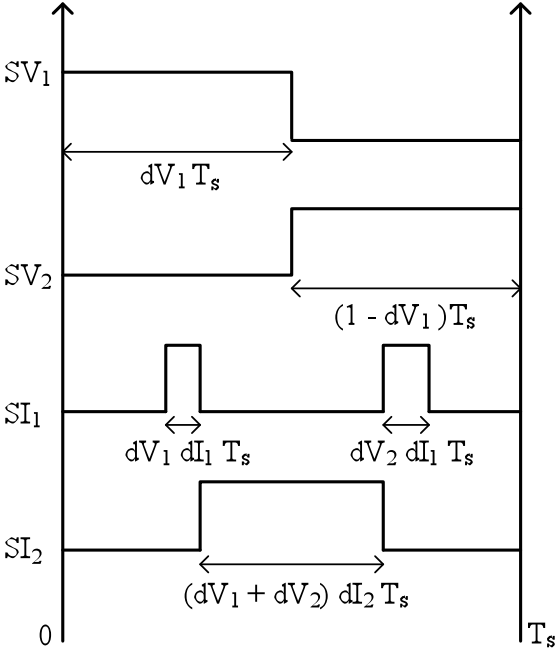 SV₁
dV₁ Tₛ
SV₂
(1 - dV₁)Tₛ
SI₁
dV₁ dI₁ Tₛ
dV₂ dI₁ Tₛ
SI₂
(dV₁ + dV₂) dI₂ Tₛ
0
Tₛ